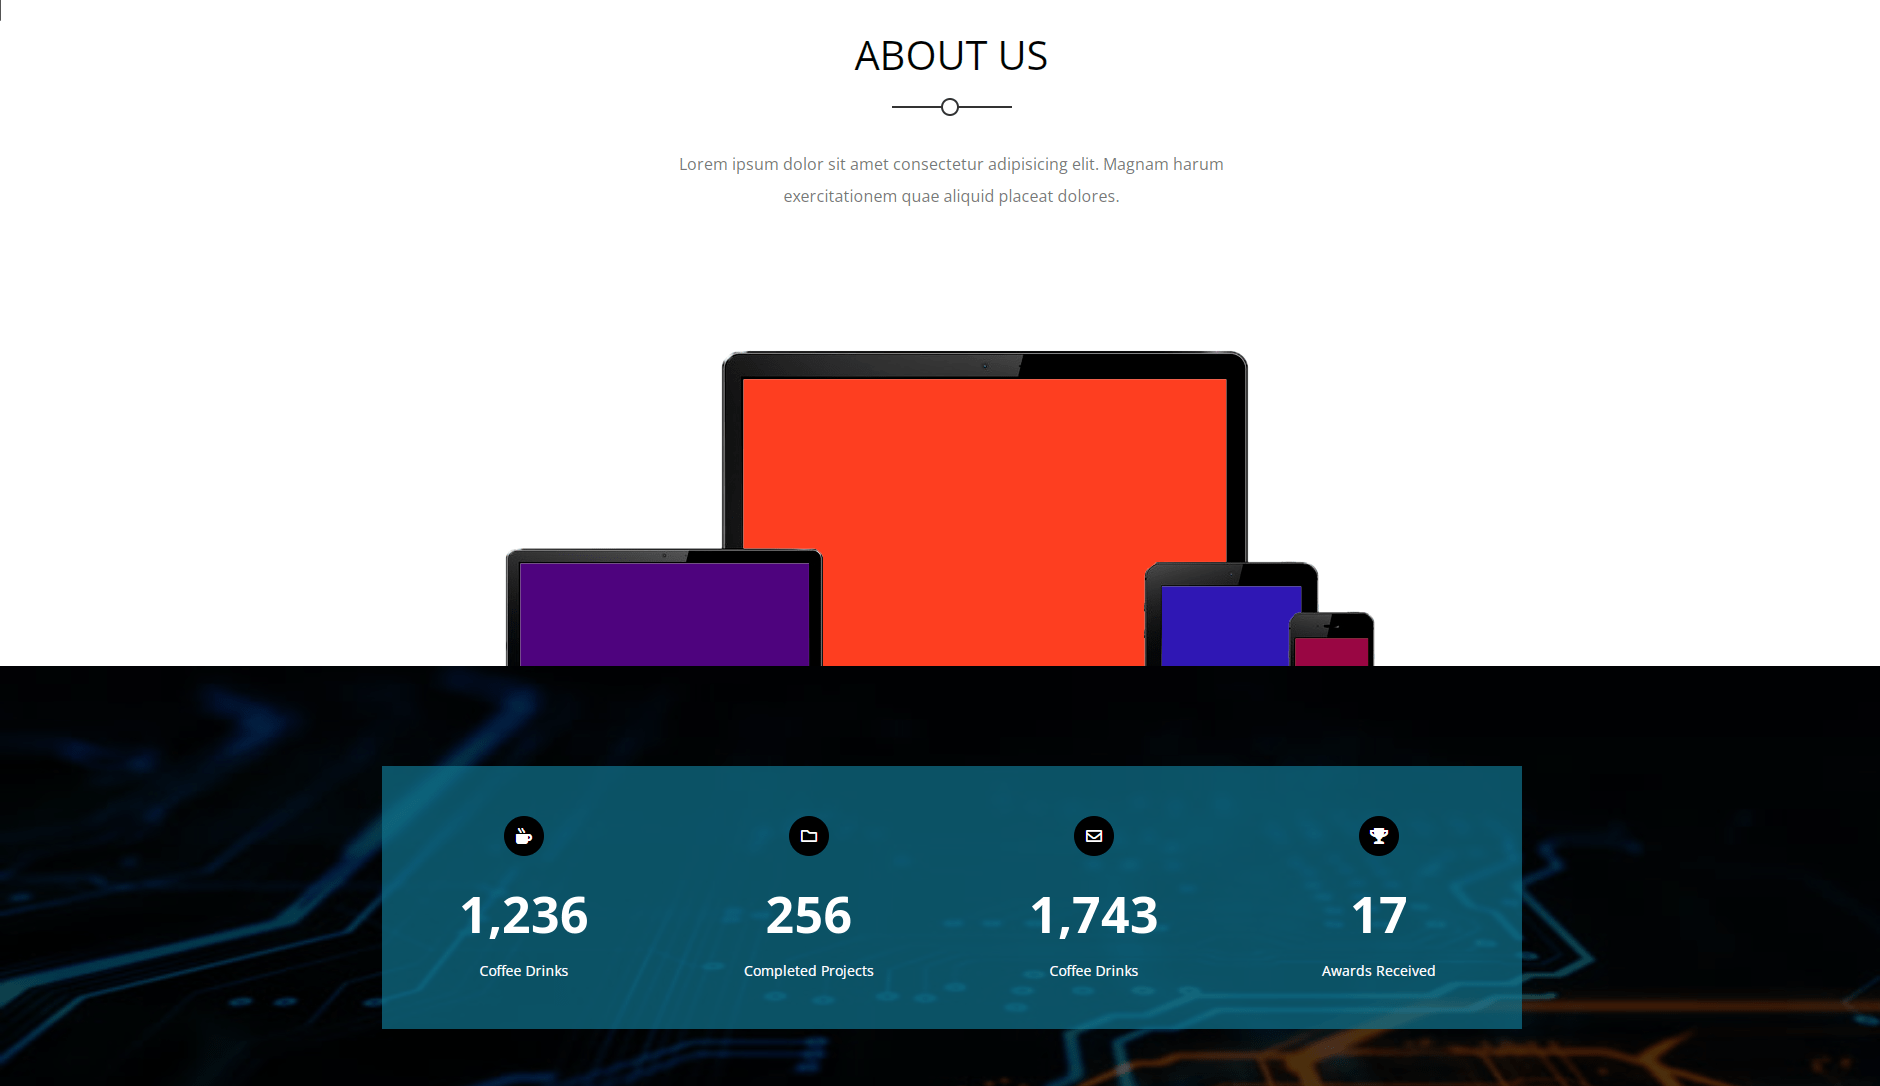 ABOUT US
Lorem ipsum dolor sit amet consectetur adipisicing elit. Magnam harum
exercitationem quae aliquid placeat dolores.
1,236
256
1,743
17
Coffee Drinks
Completed Projects
Coffee Drinks
Awards Received